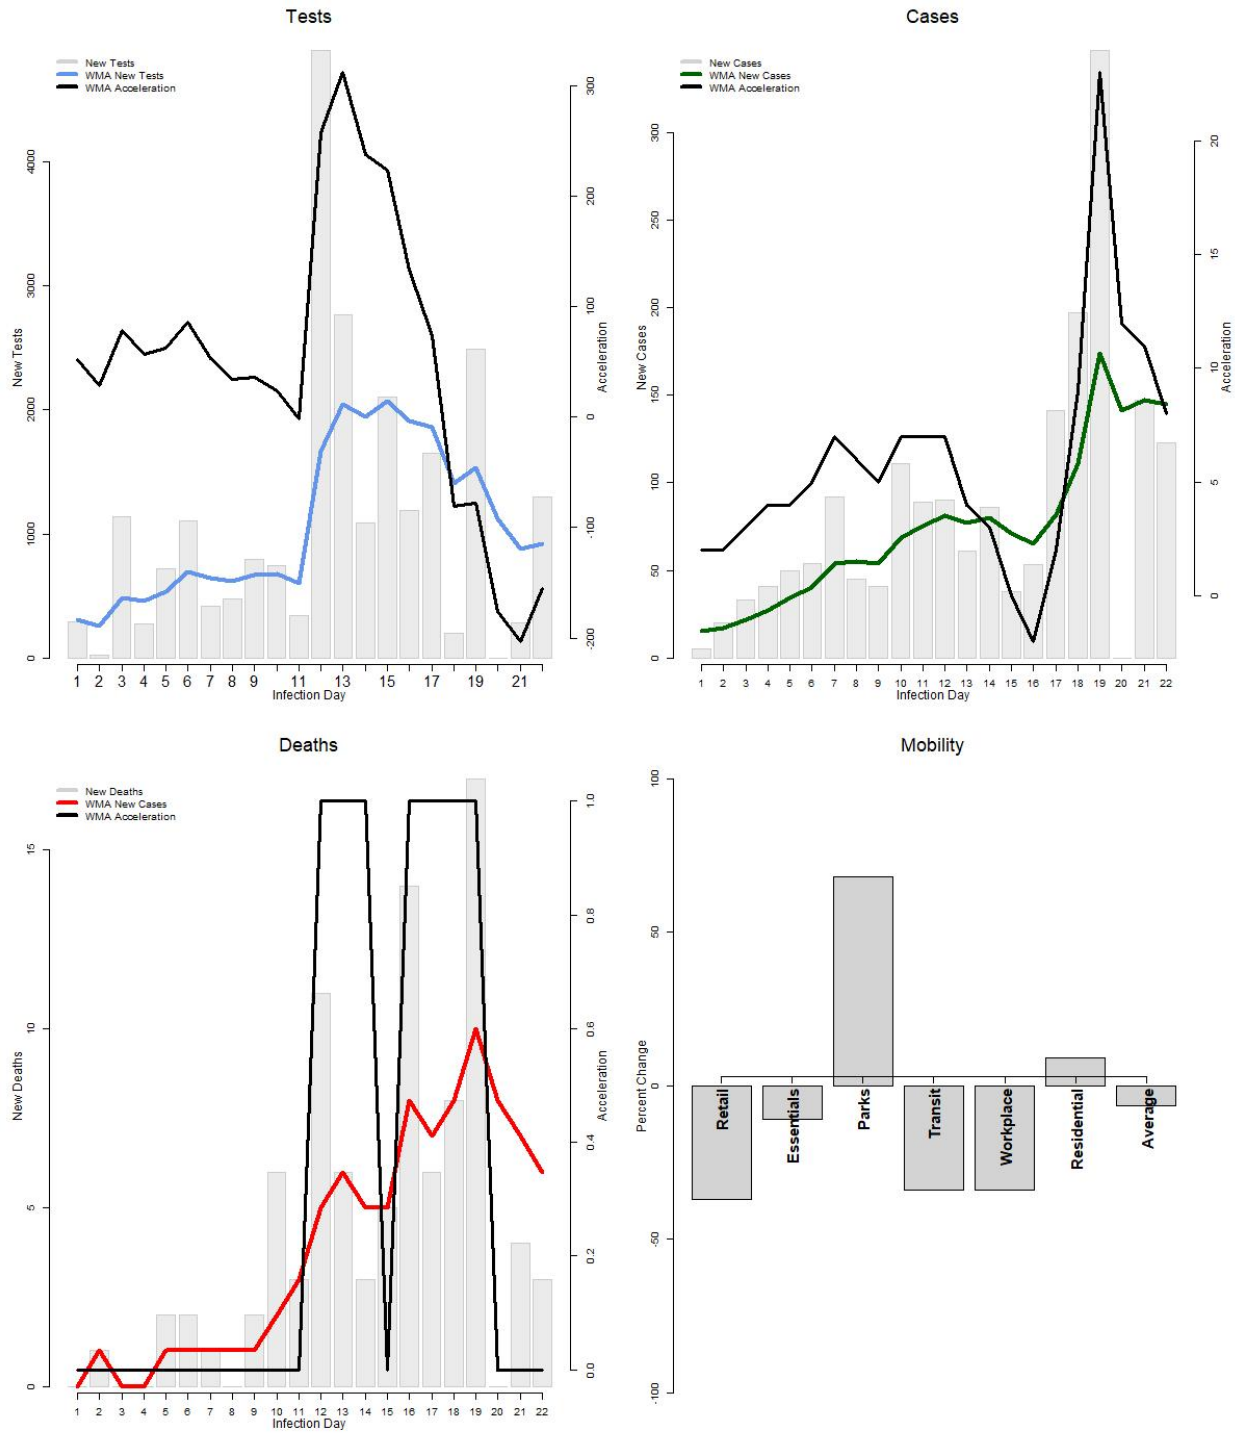 Tests
New Tests
WMA New Tests
WMA Acceleration
New Tests
0
1000
2000
3000
4000
Acceleration
-200
-100
0
100
200
300
1 2 3 4 5 6 7 8 9 11 13 15 17 19 21
Infection Day
Cases
New Cases
WMA New Cases
WMA Acceleration
New Cases
0
50
100
150
200
250
300
Acceleration
0
5
10
15
20
1 2 3 4 5 6 7 8 9 10 11 12 13 14 15 16 17 18 19 20 21 22
Infection Day
Deaths
New Deaths
WMA New Cases
WMA Acceleration
New Deaths
0
5
10
15
Acceleration
0.0
0.2
0.4
0.6
0.8
1.0
1 2 3 4 5 6 7 8 9 10 11 12 13 14 15 16 17 18 19 20 21 22
Infection Day
Mobility
Percent Change
-100
-50
0
50
100
Retail
Essentials
Parks
Transit
Workplace
Residential
Average